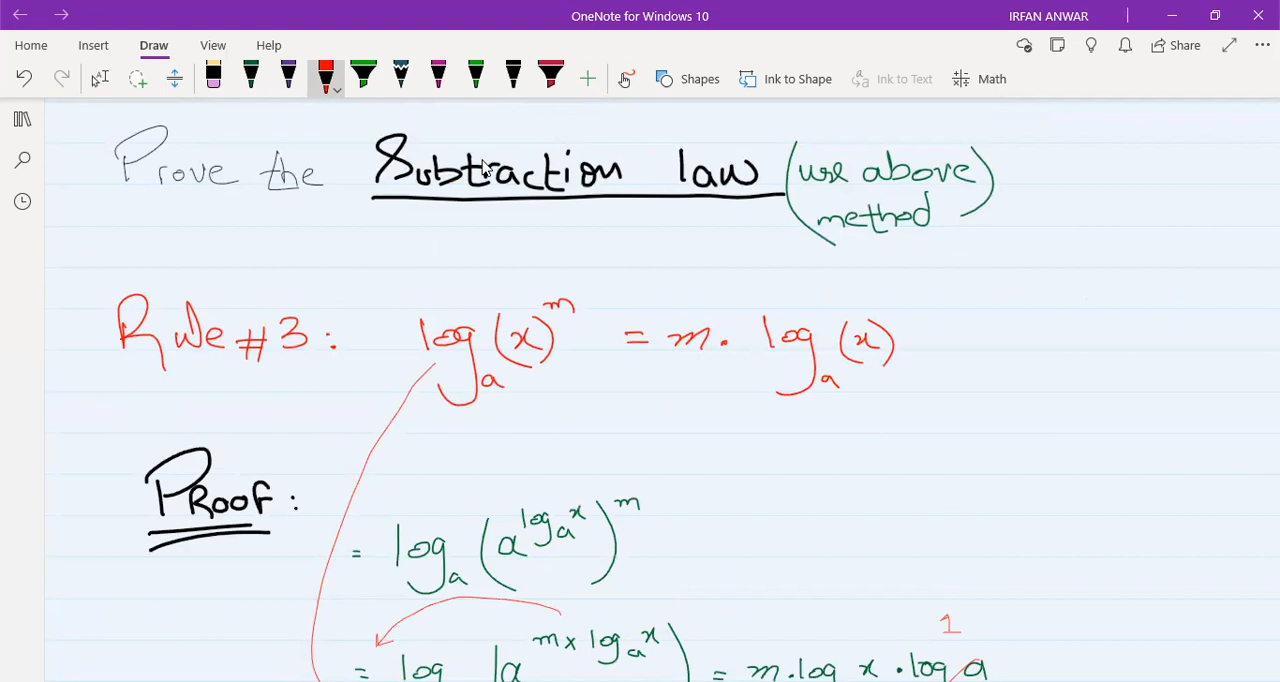 OneNote for Windows 10
IRFAN ANWAR
Home Insert Draw View Help
Share
Shapes Ink to Shape Ink to Text Math
Prove the Subtraction law (use above method)
Rule #3: log_a (x)^m = m . log_a (x)
PROOF :
= log_a (a^{log_a x})^m
= log (a^{m x log_a x}) = m.log x . log a
1